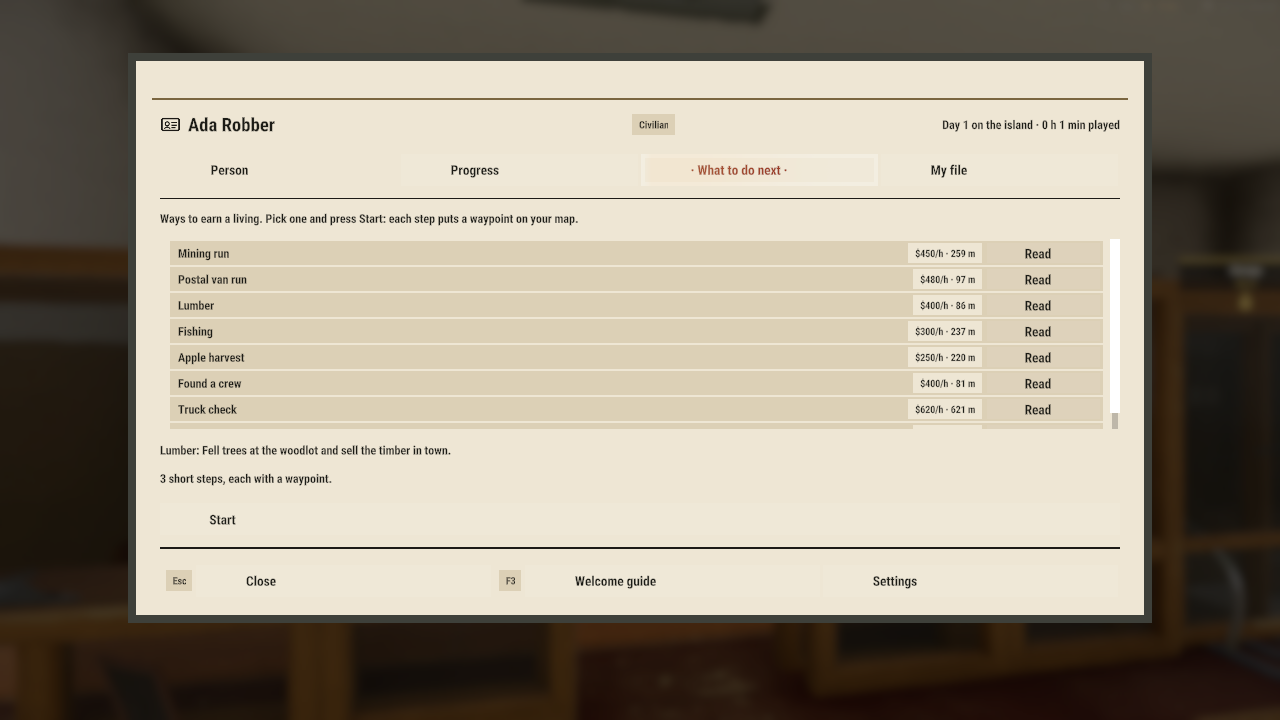 Ada Robber
Civilian
Day 1 on the island · 0 h 1 min played
Person
Progress
· What to do next ·
My file
Ways to earn a living. Pick one and press Start: each step puts a waypoint on your map.
Mining run $450/h · 259 m Read
Postal van run $480/h · 97 m Read
Lumber $400/h · 86 m Read
Fishing $300/h · 237 m Read
Apple harvest $250/h · 220 m Read
Found a crew $400/h · 81 m Read
Truck check $620/h · 621 m Read
Lumber: Fell trees at the woodlot and sell the timber in town.
3 short steps, each with a waypoint.
Start
Esc Close
F3 Welcome guide
Settings